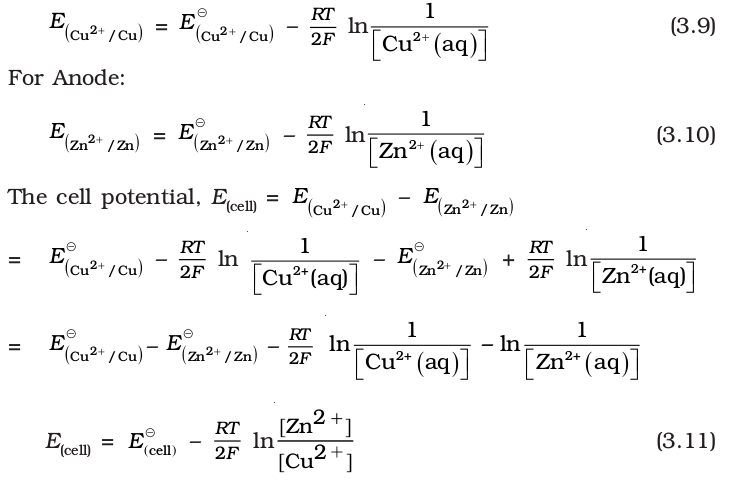 E(Cu²⁺/Cu) = E⊖(Cu²⁺/Cu) − RT/2F ln 1/[Cu²⁺(aq)] (3.9)
For Anode:
E(Zn²⁺/Zn) = E⊖(Zn²⁺/Zn) − RT/2F ln 1/[Zn²⁺(aq)] (3.10)
The cell potential, E(cell) = E(Cu²⁺/Cu) − E(Zn²⁺/Zn)
= E⊖(Cu²⁺/Cu) − RT/2F ln 1/[Cu²⁺(aq)] − E⊖(Zn²⁺/Zn) + RT/2F ln 1/[Zn²⁺(aq)]
= E⊖(Cu²⁺/Cu) − E⊖(Zn²⁺/Zn) − RT/2F ln 1/[Cu²⁺(aq)] − ln 1/[Zn²⁺(aq)]
E(cell) = E⊖(cell) − RT/2F ln [Zn²⁺]/[Cu²⁺] (3.11)